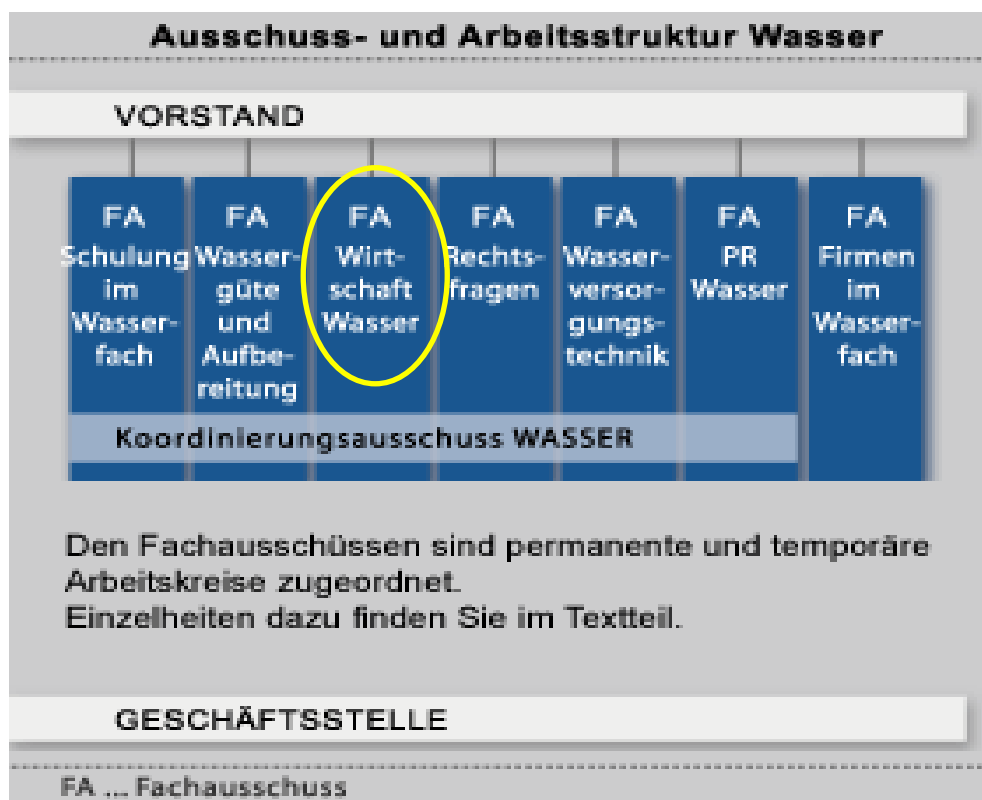 Ausschuss- und Arbeitsstruktur Wasser
VORSTAND
FA
Schulung
im
Wasser-
fach
FA
Wasser-
güte
und
Aufbe-
reitung
FA
Wirt-
schaft
Wasser
FA
Rechts-
fragen
FA
Wasser-
versor-
gungs-
technik
FA
PR
Wasser
FA
Firmen
im
Wasser-
fach
Koordinierungsausschuss WASSER
Den Fachausschüssen sind permanente und temporäre
Arbeitskreise zugeordnet.
Einzelheiten dazu finden Sie im Textteil.
GESCHÄFTSSTELLE
FA ... Fachausschuss